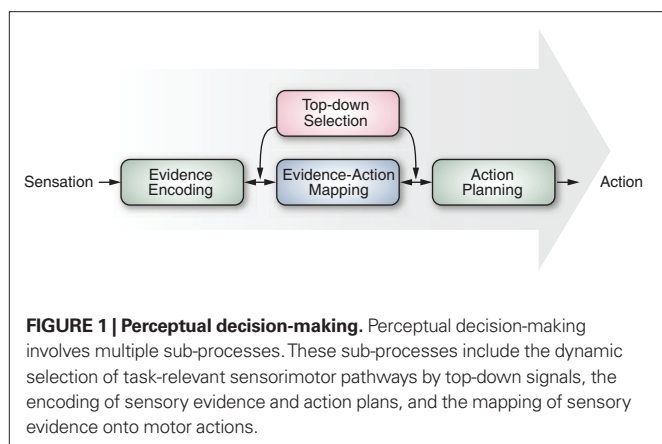 Top-down
Selection
Sensation
Evidence
Encoding
Evidence-Action
Mapping
Action
Planning
Action
FIGURE 1 | Perceptual decision-making. Perceptual decision-making
involves multiple sub-processes. These sub-processes include the dynamic
selection of task-relevant sensorimotor pathways by top-down signals, the
encoding of sensory evidence and action plans, and the mapping of sensory
evidence onto motor actions.